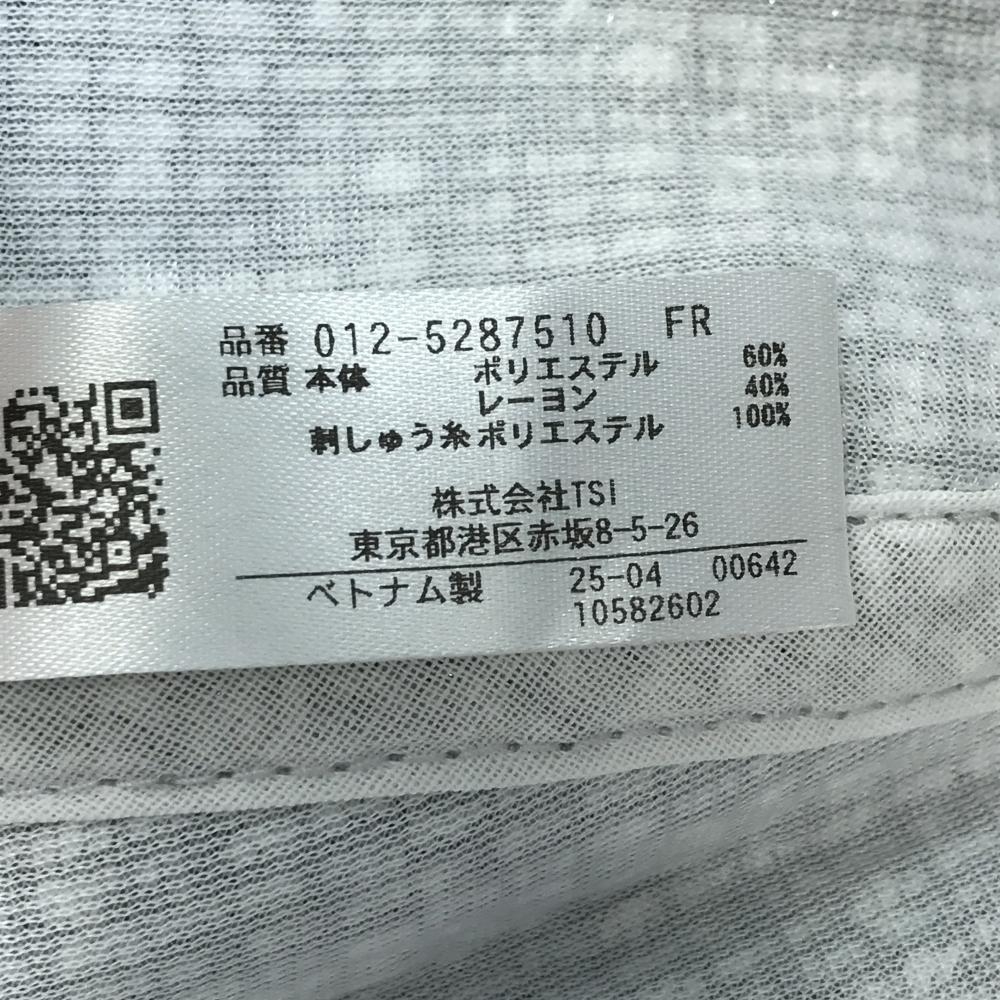 品番 012-5287510 FR
品質 本体 ポリエステル 60%
レーヨン 40%
刺しゅう糸 ポリエステル 100%
株式会社TSI
東京都港区赤坂8-5-26
ベトナム製 25-04 00642
10582602